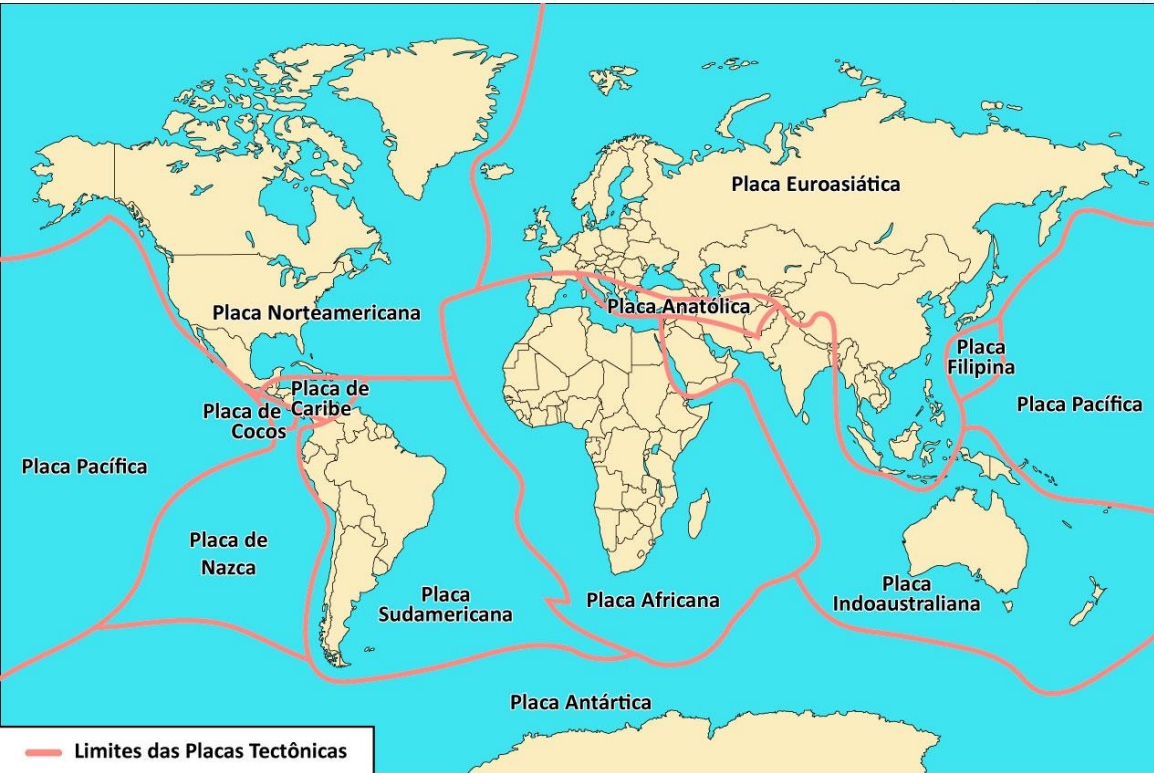 Placa Euroasiática
Placa Norteamericana
Placa Anatólica
Placa
Filipina
Placa de
Caribe
Placa de
Cocos
Placa Pacífica
Placa Pacífica
Placa de
Nazca
Placa
Sudamericana
Placa Africana
Placa
Indoaustraliana
Placa Antártica
Limites das Placas Tectônicas